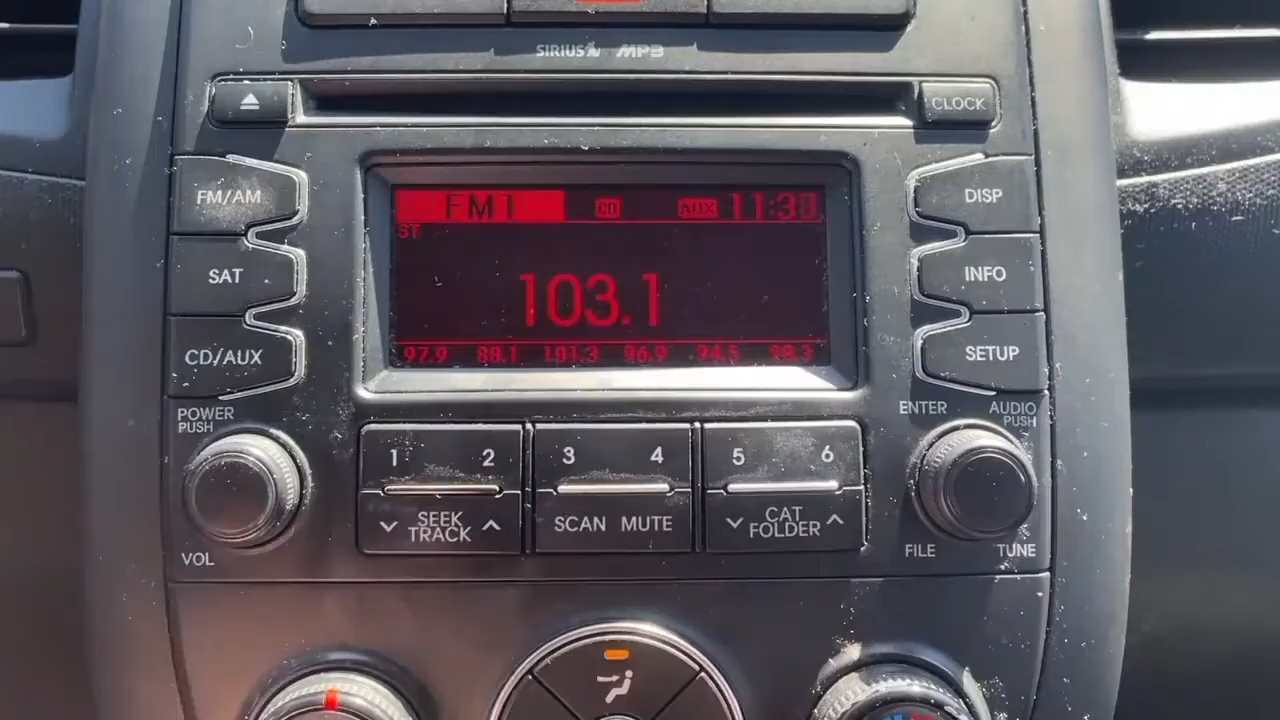 SIRIUS MP3
CLOCK
FM/AM
DISP
FM1 CD AUX
ST
SAT
INFO
103.1
CD/AUX
SETUP
97.9 88.1 101.3 96.9 94.5
POWER
PUSH
ENTER
AUDIO
PUSH
1 2 3 4 5 6
SEEK
TRACK
SCAN MUTE
CAT
FOLDER
VOL
FILE
TUNE